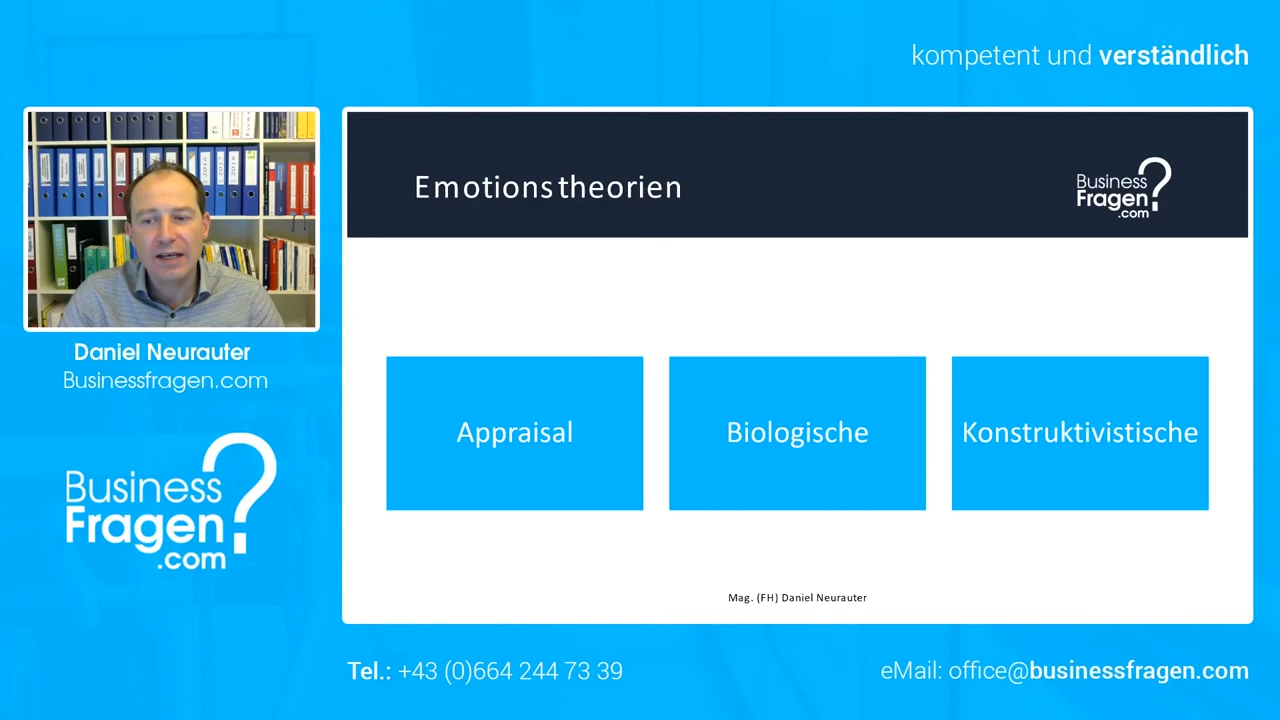 kompetent und verständlich
Emotionstheorien
Business
Fragen
.com
?
Appraisal
Biologische
Konstruktivistische
Mag. (FH) Daniel Neurauter
Daniel Neurauter
Businessfragen.com
Business
Fragen
.com
?
Tel.: +43 (0)664 244 73 39
eMail: office@businessfragen.com